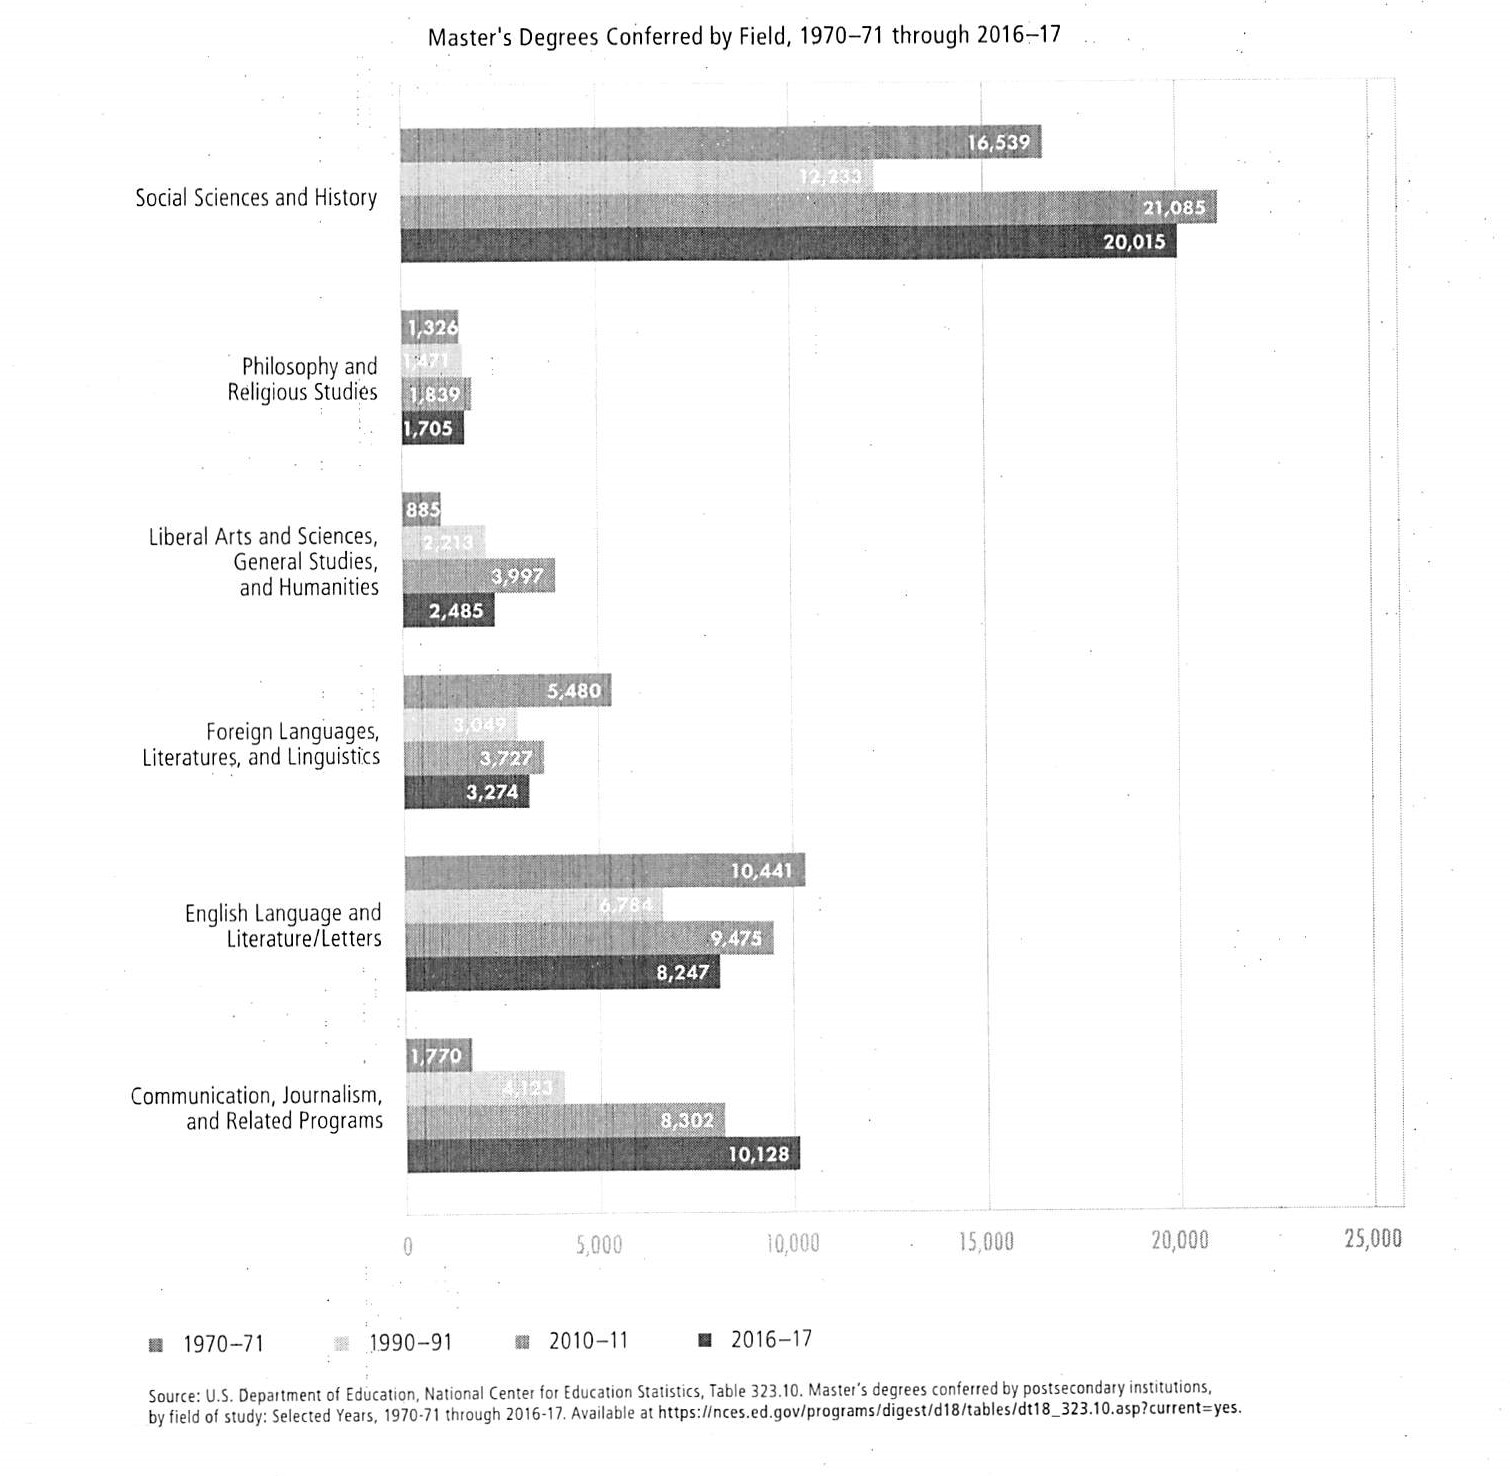 Master's Degrees Conferred by Field, 1970–71 through 2016–17
Social Sciences and History
16,539
12,233
21,085
20,015
Philosophy and
Religious Studies
1,326
1,471
1,839
1,705
Liberal Arts and Sciences,
General Studies,
and Humanities
885
2,213
3,997
2,485
Foreign Languages,
Literatures, and Linguistics
5,480
3,049
3,727
3,274
English Language and
Literature/Letters
10,441
6,784
9,475
8,247
Communication, Journalism,
and Related Programs
1,770
4,123
8,302
10,128
0 5,000 10,000 15,000 20,000 25,000
1970–71 1990–91 2010–11 2016–17
Source: U.S. Department of Education, National Center for Education Statistics, Table 323.10. Master's degrees conferred by postsecondary institutions,
by field of study: Selected Years, 1970-71 through 2016-17. Available at https://nces.ed.gov/programs/digest/d18/tables/dt18_323.10.asp?current=yes.